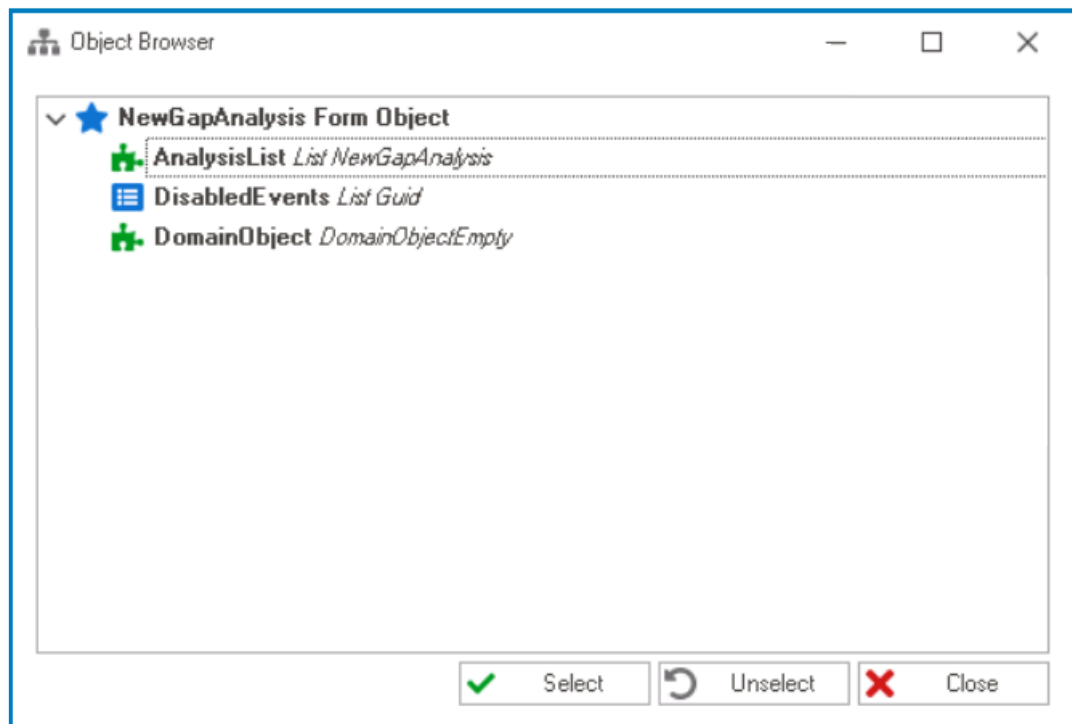 Object Browser
NewGapAnalysis Form Object
AnalysisList List NewGapAnalysis
DisabledEvents List Guid
DomainObject DomainObjectEmpty
Select Unselect Close